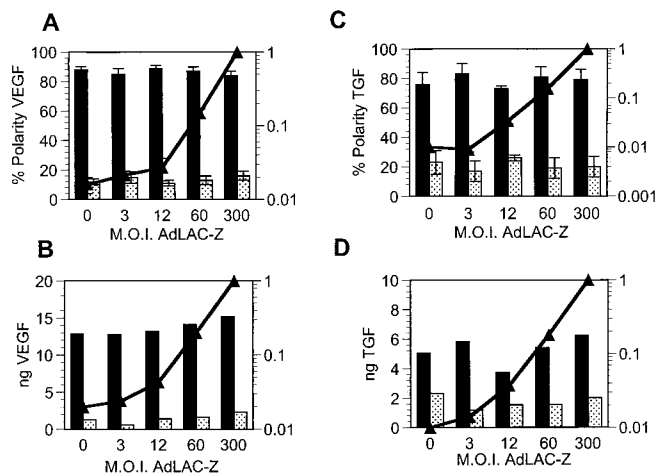 A
% Polarity VEGF
100
80
60
40
20
0
1
0.1
0.01
0 3 12 60 300
M.O.I. AdLAC-Z
C
% Polarity TGF
120
100
80
60
40
20
0
1
0.1
0.01
0.001
0 3 12 60 300
M.O.I. AdLAC-Z
B
ng VEGF
20
15
10
5
0
1
0.1
0.01
0 3 12 60 300
M.O.I. AdLAC-Z
D
ng TGF
10
8
6
4
2
0
1
0.1
0.01
0 3 12 60 300
M.O.I. AdLAC-Z